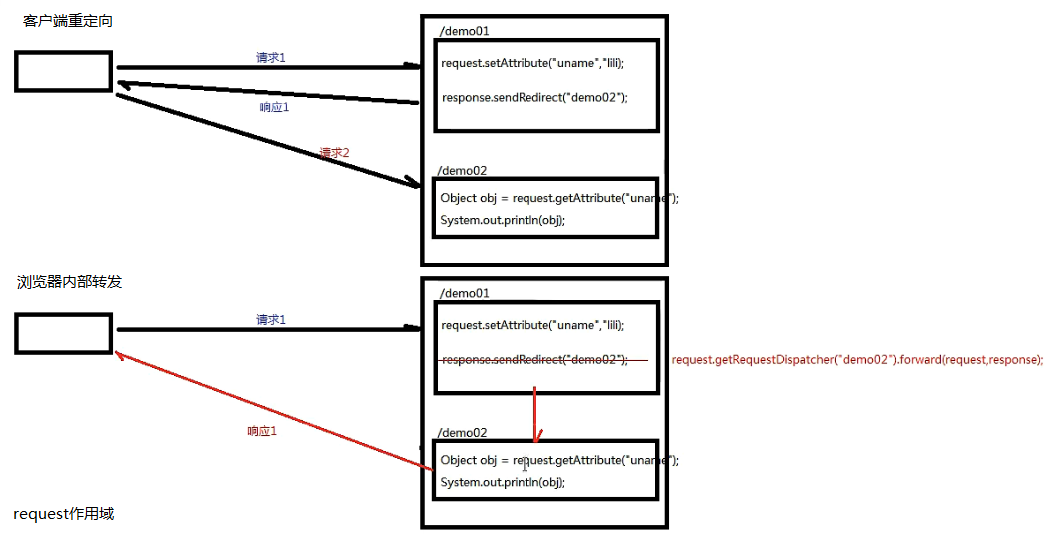 客户端重定向
/demo01
请求1
request.setAttribute("uname","lili);
响应1
response.sendRedirect("demo02");
请求2
/demo02
Object obj = request.getAttribute("uname");
System.out.println(obj);
浏览器内部转发
/demo01
请求1
request.setAttribute("uname","lili);
response.sendRedirect("demo02");
request.getRequestDispatcher("demo02").forward(request,response);
响应1
/demo02
Object obj = request.getAttribute("uname");
System.out.println(obj);
request作用域